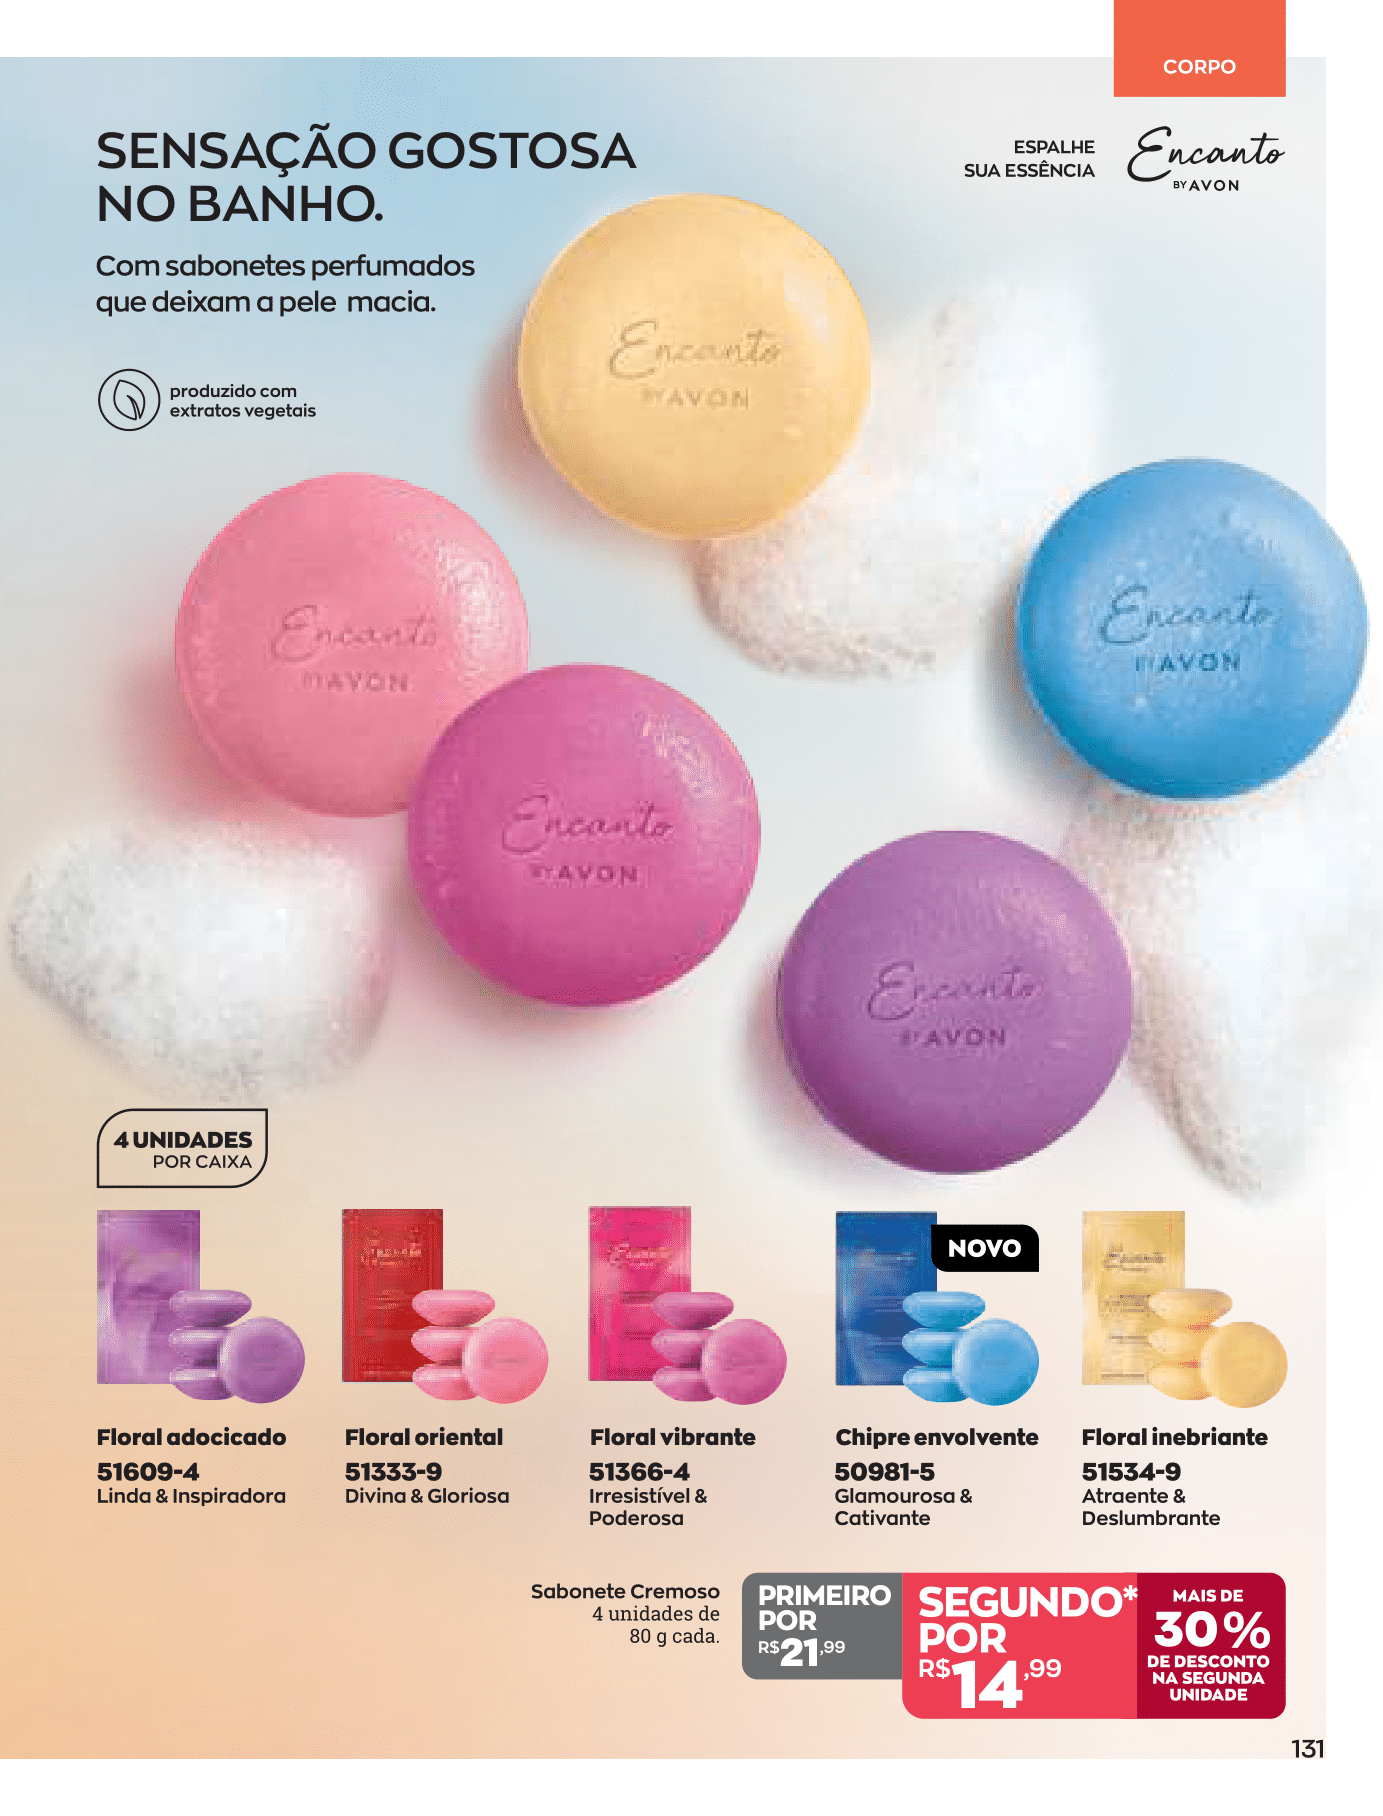 CORPO
SENSAÇÃO GOSTOSA
NO BANHO.
Com sabonetes perfumados
que deixam a pele macia.
ESPALHE
SUA ESSÊNCIA
Encanto
BY AVON
produzido com
extratos vegetais
Encanto
BY AVON
Encanto
BY AVON
Encanto
BY AVON
Encanto
BY AVON
Encanto
BY AVON
4 UNIDADES
POR CAIXA
NOVO
Floral adocicado
51609-4
Linda & Inspiradora
Floral oriental
51333-9
Divina & Gloriosa
Floral vibrante
51366-4
Irresistível &
Poderosa
Chipre envolvente
50981-5
Glamourosa &
Cativante
Floral inebriante
51534-9
Atraente &
Deslumbrante
Sabonete Cremoso
4 unidades de
80 g cada.
PRIMEIRO
POR
R$21,99
SEGUNDO*
POR
R$14,99
MAIS DE
30%
DE DESCONTO
NA SEGUNDA
UNIDADE
131